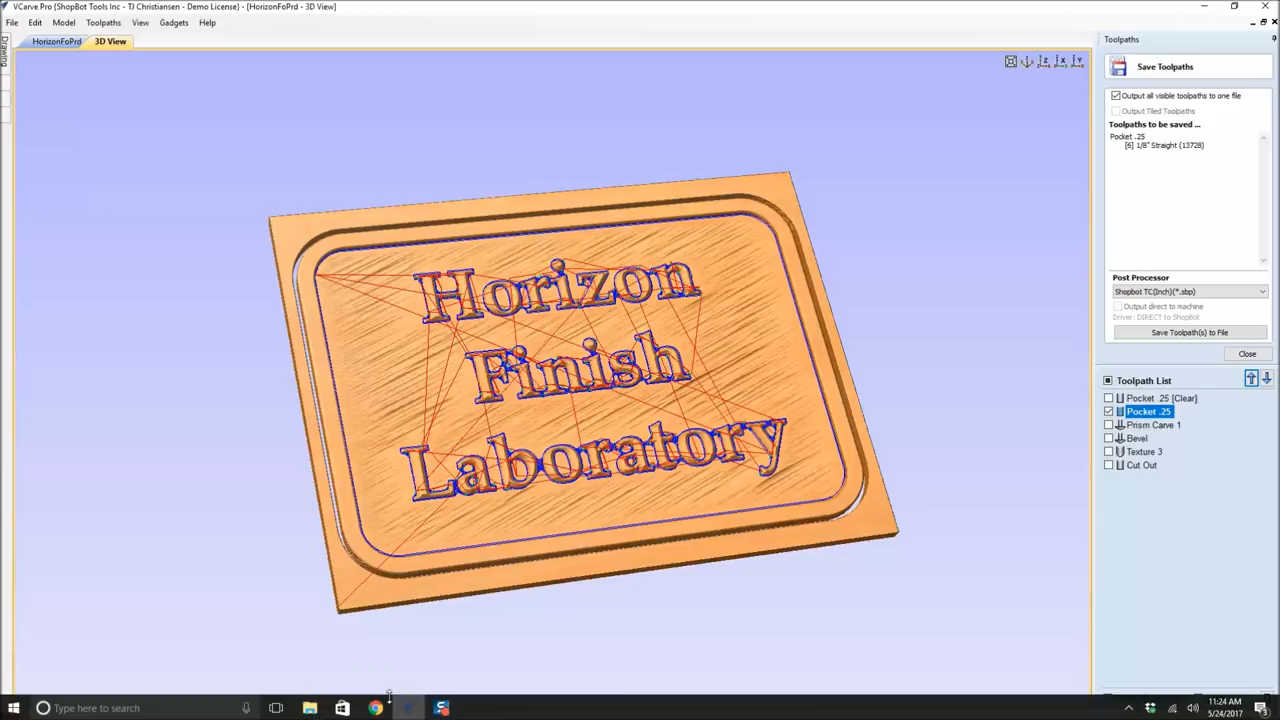 VCarve Pro (ShopBot Tools Inc - TJ Christiansen - Demo License) - [HorizonFoPrd - 3D View]
File Edit Model Toolpaths View Gadgets Help
HorizonFoPrd 3D View
Drawing
Horizon
Finish
Laboratory
Toolpaths
Save Toolpaths
Output all visible toolpaths to one file
Output Tiled Toolpaths
Toolpaths to be saved ...
Pocket .25
[6] 1/8" Straight (13728)
Post Processor
Shopbot TC(Inch)(*.sbp)
Output direct to machine
Driver: DIRECT to ShopBot
Save Toolpath(s) to File
Close
Toolpath List
Pocket .25 [Clear]
Pocket .25
Prism Carve 1
Bevel
Texture 3
Cut Out
Type here to search
11:24 AM
5/24/2017